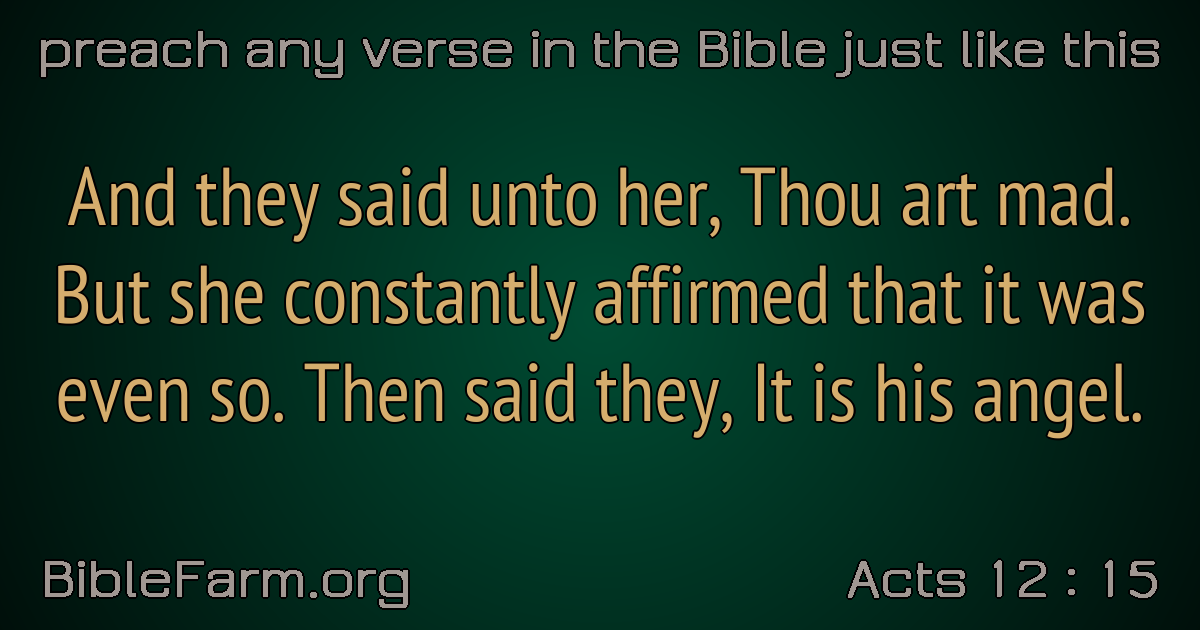 preach any verse in the Bible just like this
And they said unto her, Thou art mad.
But she constantly affirmed that it was
even so. Then said they, It is his angel.
BibleFarm.org
Acts 12 : 15